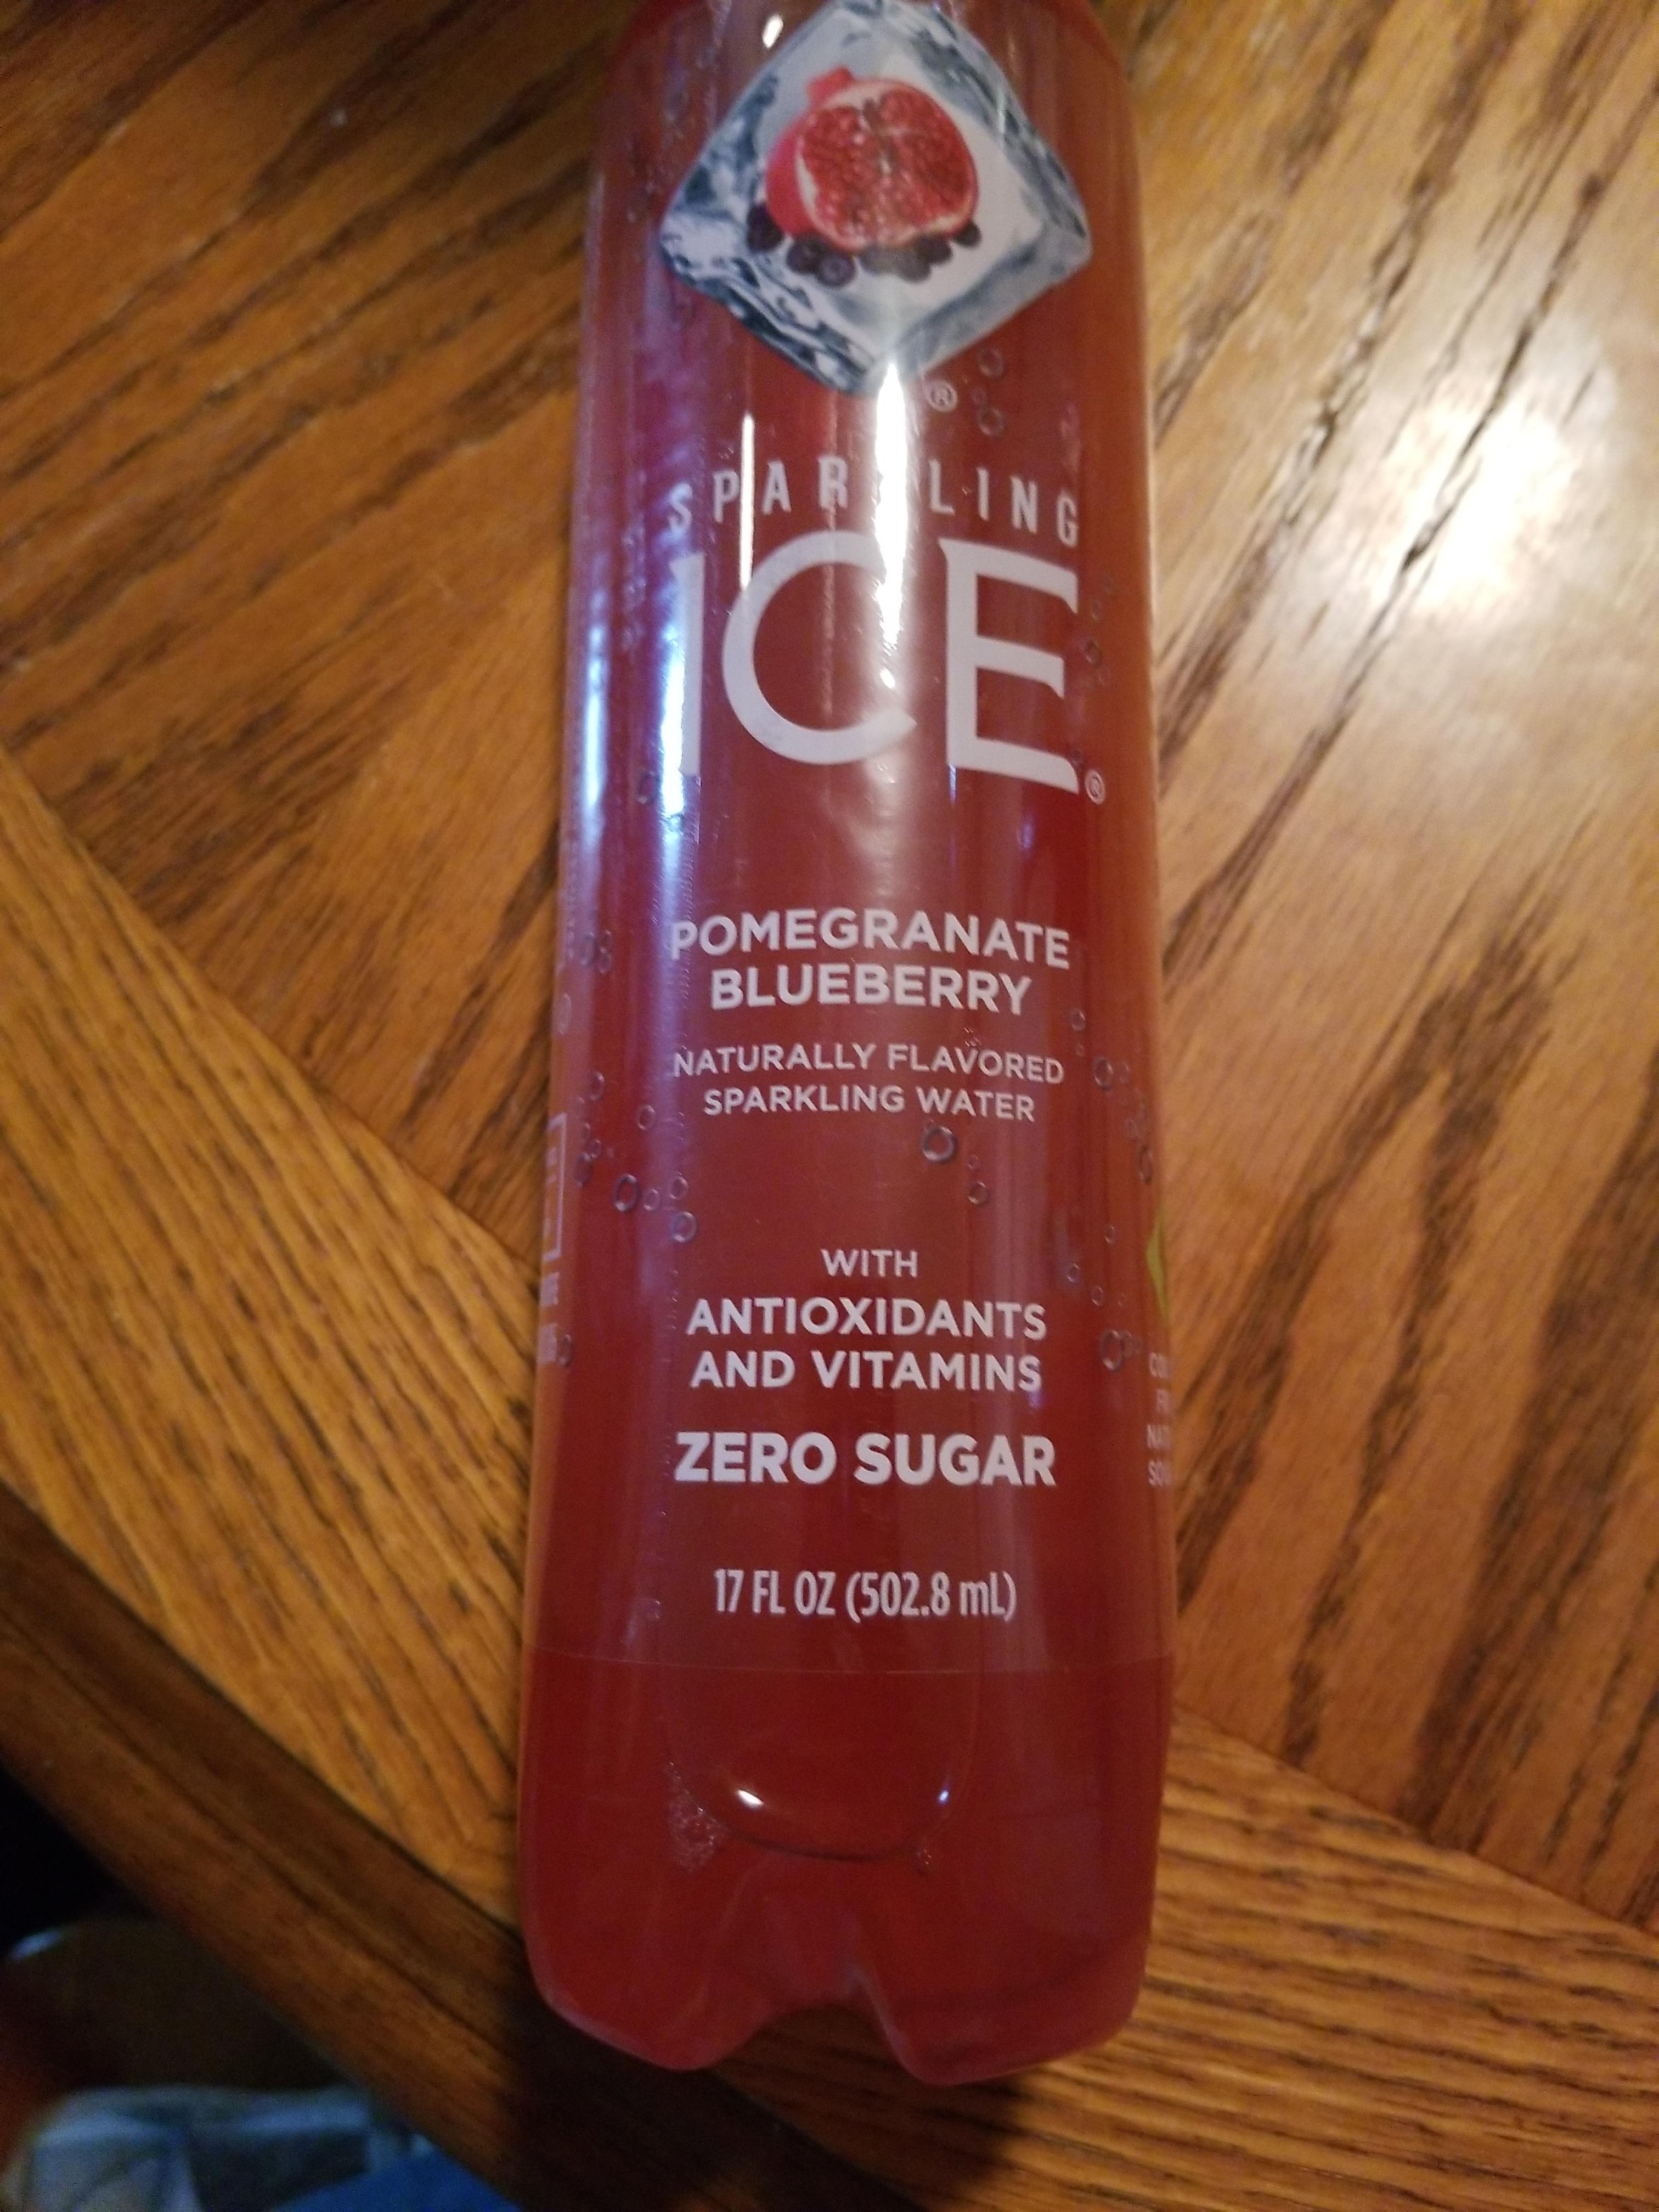 ®
SPARKLING
ICE®
POMEGRANATE
BLUEBERRY
NATURALLY FLAVORED
SPARKLING WATER
WITH
ANTIOXIDANTS
AND VITAMINS
ZERO SUGAR
17 FL OZ (502.8 mL)